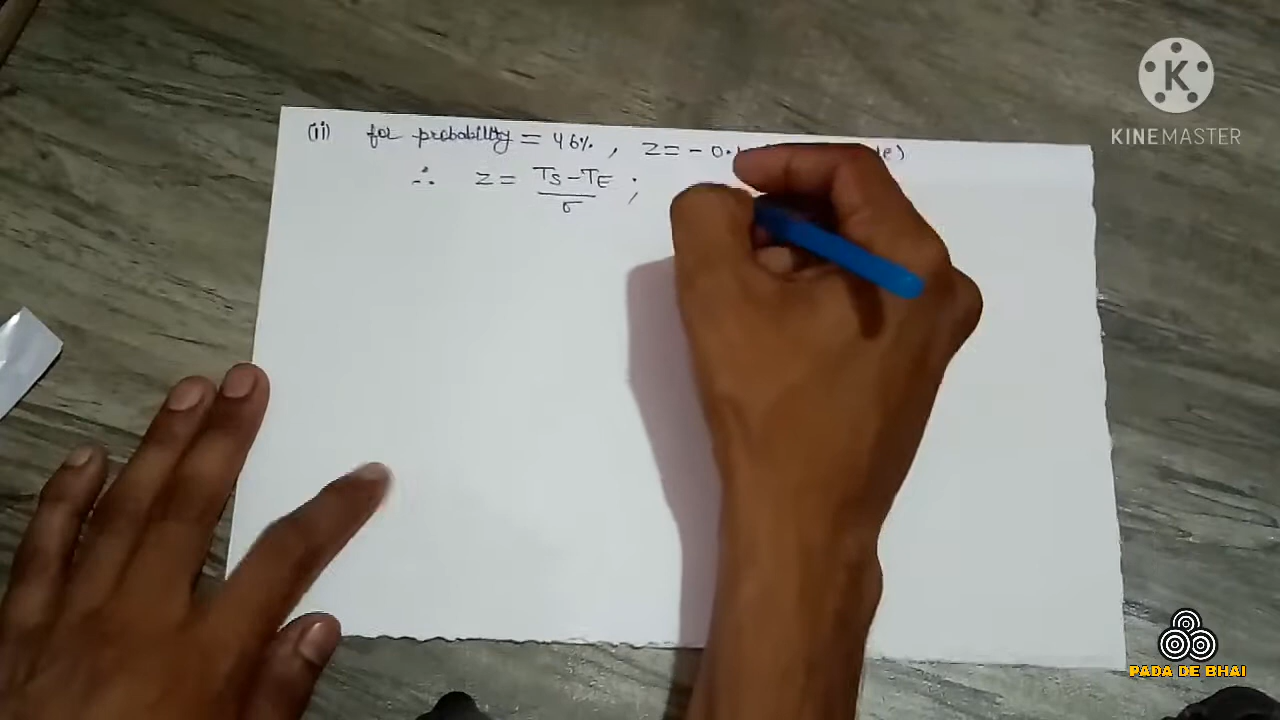 (ii) for probability = 46%, Z = -0.
∴ Z = TS-TE/σ ;
KINEMASTER
PADA DE BHAI